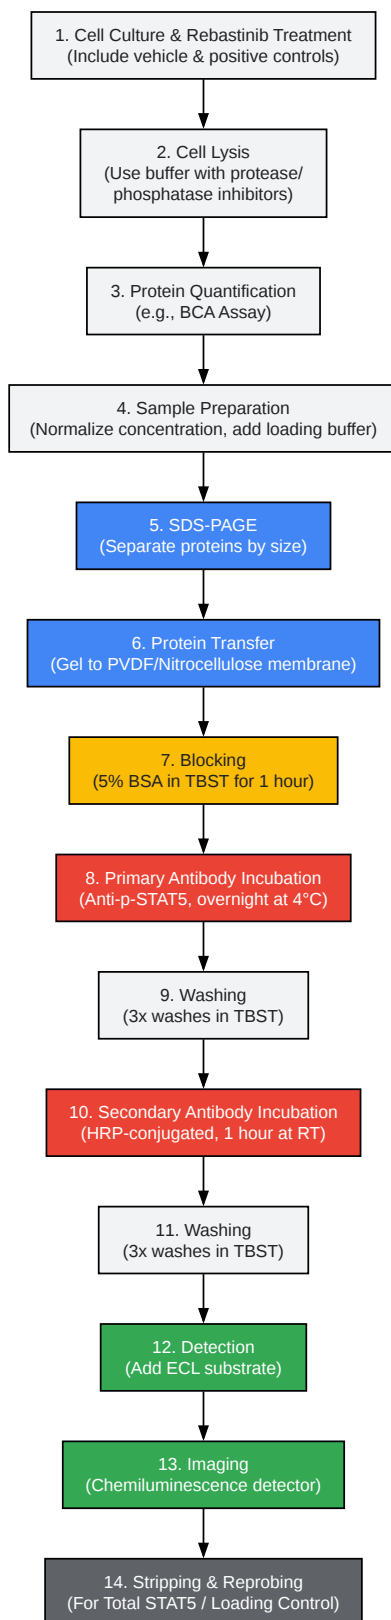 1. Cell Culture & Rebastinib Treatment
(Include vehicle & positive controls)
2. Cell Lysis
(Use buffer with protease/
phosphatase inhibitors)
3. Protein Quantification
(e.g., BCA Assay)
4. Sample Preparation
(Normalize concentration, add loading buffer)
5. SDS-PAGE
(Separate proteins by size)
6. Protein Transfer
(Gel to PVDF/Nitrocellulose membrane)
7. Blocking
(5% BSA in TBST for 1 hour)
8. Primary Antibody Incubation
(Anti-p-STAT5, overnight at 4°C)
9. Washing
(3x washes in TBST)
10. Secondary Antibody Incubation
(HRP-conjugated, 1 hour at RT)
11. Washing
(3x washes in TBST)
12. Detection
(Add ECL substrate)
13. Imaging
(Chemiluminescence detector)
14. Stripping & Reprobing
(For Total STAT5 / Loading Control)